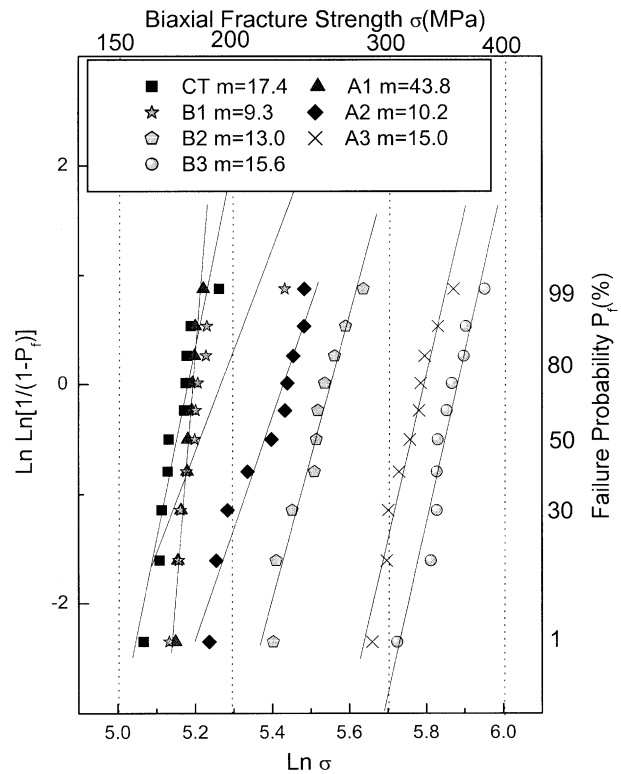 Biaxial Fracture Strength σ(MPa)
150 200 300 400
CT m=17.4 A1 m=43.8
B1 m=9.3 A2 m=10.2
B2 m=13.0 A3 m=15.0
B3 m=15.6
2
0
-2
Ln Ln[1/(1-Pf)]
99
80
50
30
1
Failure Probability Pf(%)
5.0 5.2 5.4 5.6 5.8 6.0
Ln σ